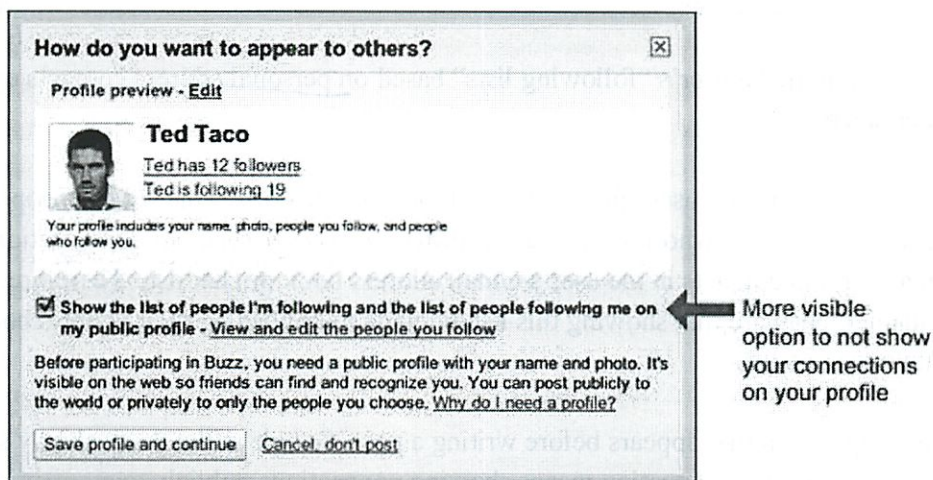 How do you want to appear to others?
Profile preview - Edit
Ted Taco
Ted has 12 followers
Ted is following 19
Your profile includes your name, photo, people you follow, and people
who follow you.
Show the list of people I'm following and the list of people following me on
my public profile - View and edit the people you follow
Before participating in Buzz, you need a public profile with your name and photo. It's
visible on the web so friends can find and recognize you. You can post publicly to
the world or privately to only the people you choose. Why do I need a profile?
Save profile and continue Cancel, don't post
More visible
option to not show
your connections
on your profile